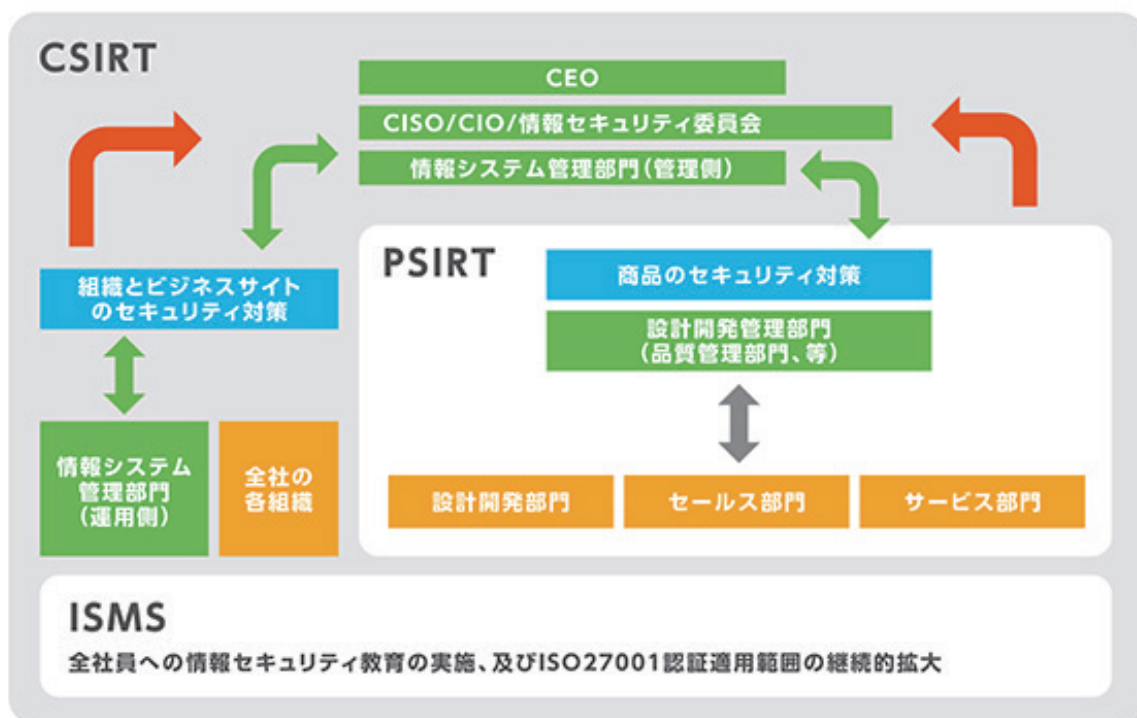 CSIRT
CEO
CISO/CIO/情報セキュリティ委員会
情報システム管理部門(管理側)
組織とビジネスサイト
のセキュリティ対策
情報システム
管理部門
(運用側)
全社の
各組織
PSIRT
商品のセキュリティ対策
設計開発管理部門
(品質管理部門、等)
設計開発部門
セールス部門
サービス部門
ISMS
全社員への情報セキュリティ教育の実施、及びISO27001認証適用範囲の継続的拡大